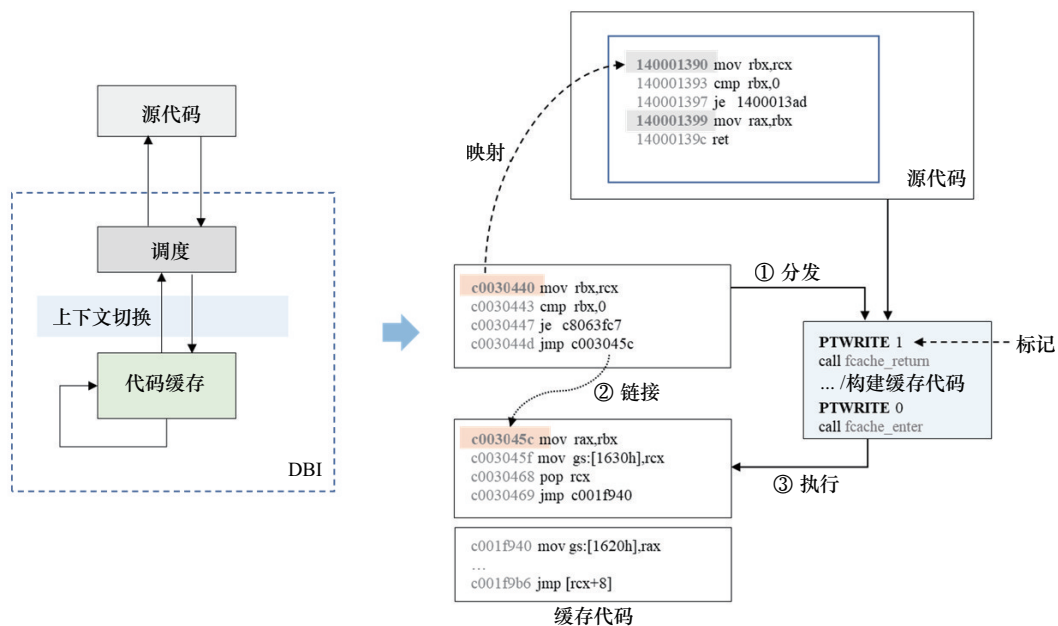 源代码
调度
上下文切换
代码缓存
DBI
140001390 mov rbx,rcx
140001393 cmp rbx,0
140001397 je 1400013ad
140001399 mov rax,rbx
14000139c ret
源代码
映射
c0030440 mov rbx,rcx
c0030443 cmp rbx,0
c0030447 je c8063fc7
c003044d jmp c003045c
① 分发
② 链接
PTWRITE 1
call fcache_return
... /构建缓存代码
PTWRITE 0
call fcache_enter
标记
c003045c mov rax,rbx
c003045f mov gs:[1630h],rcx
c0030468 pop rcx
c0030469 jmp c001f940
③ 执行
c001f940 mov gs:[1620h],rax
...
c001f9b6 jmp [rcx+8]
缓存代码